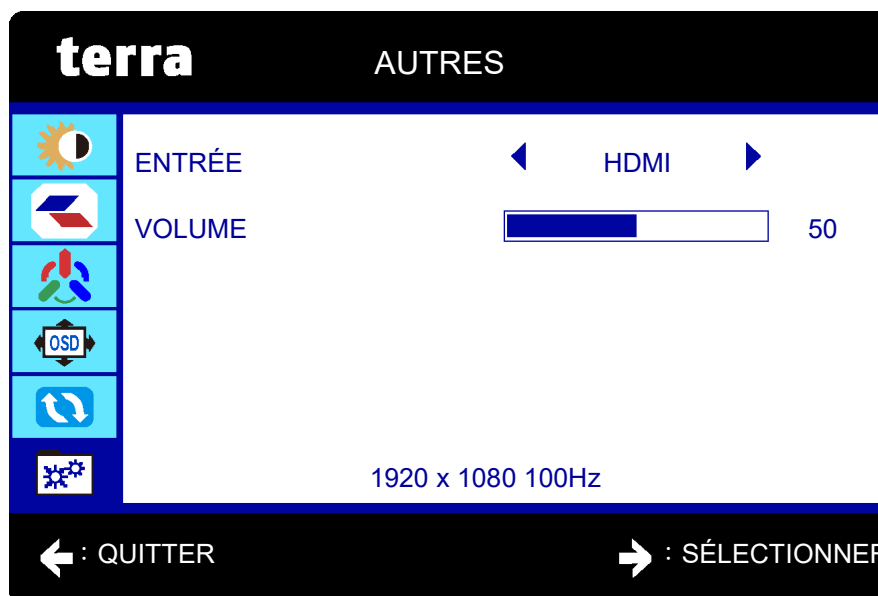 terra
AUTRES
ENTRÉE HDMI
VOLUME 50
OSD
1920 x 1080 100Hz
: QUITTER : SÉLECTIONNER